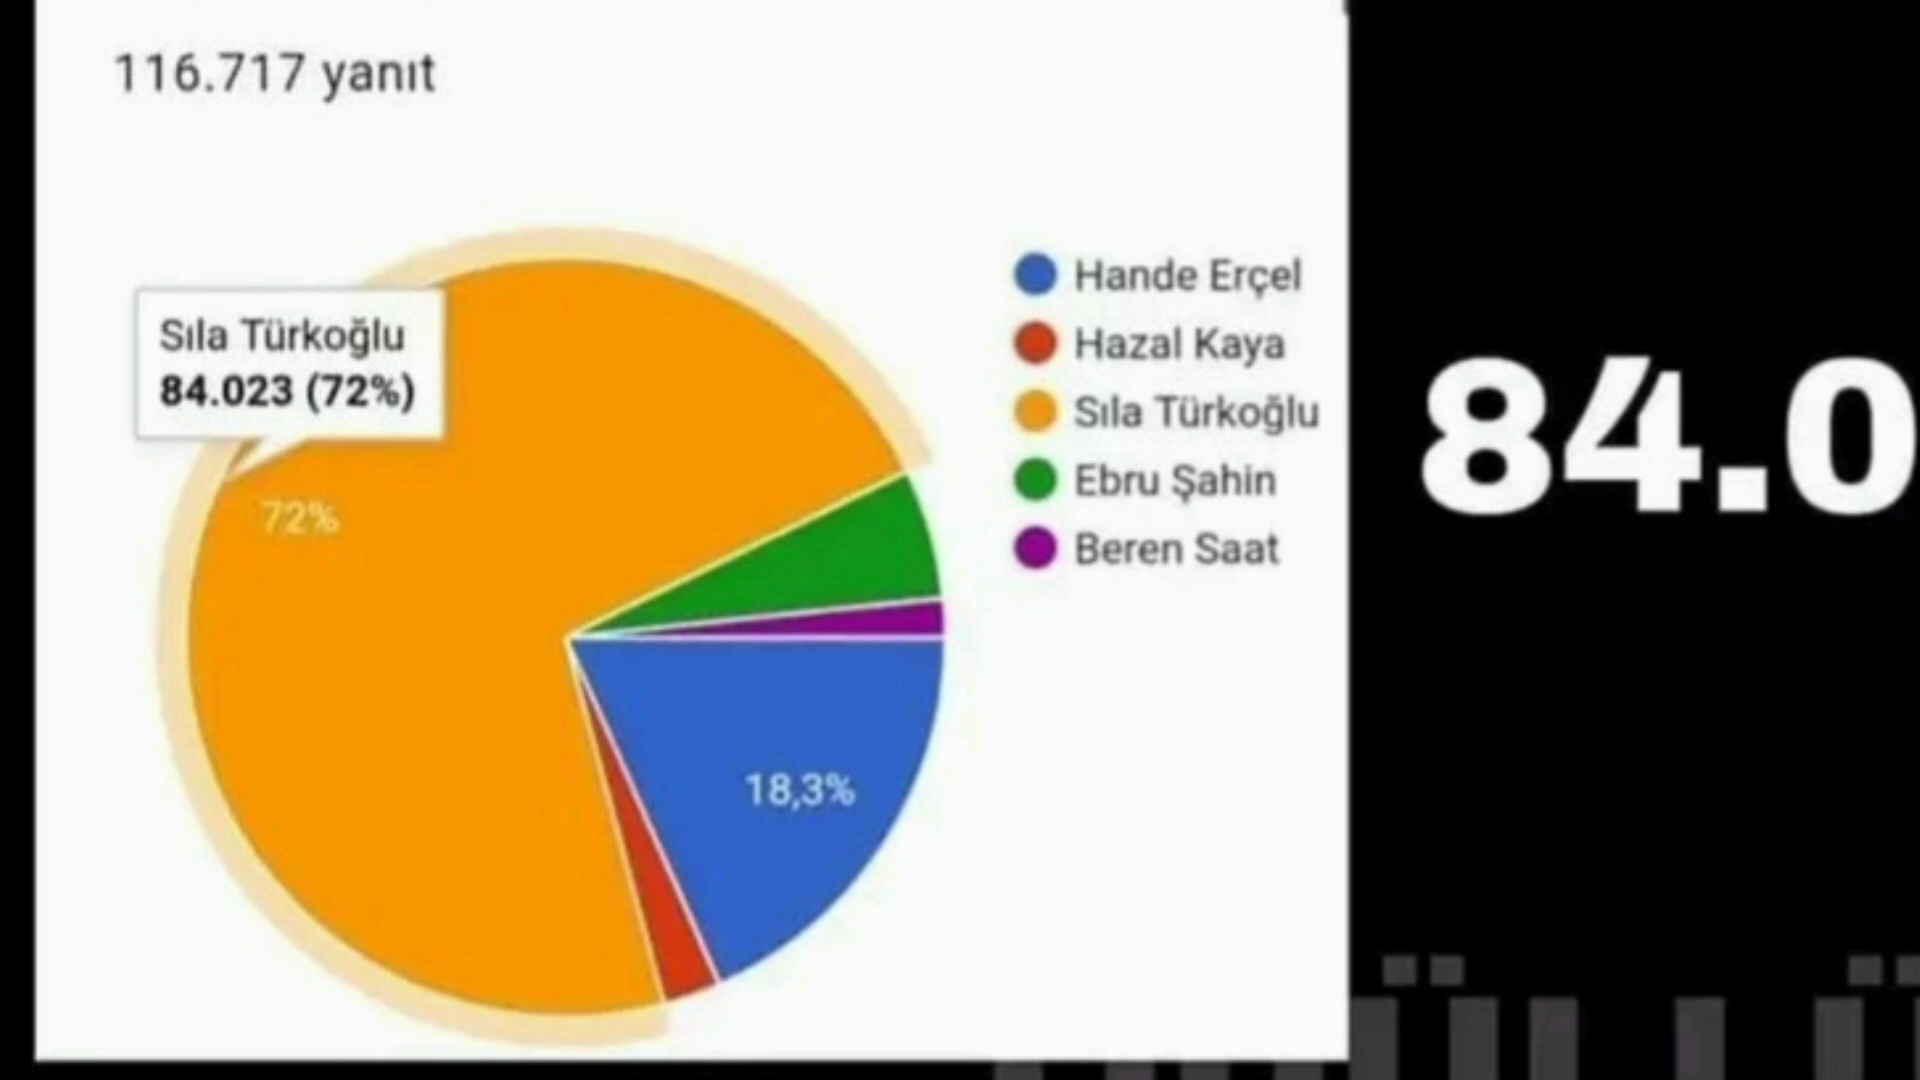 116.717 yanıt
Sıla Türkoğlu
84.023 (72%)
72%
18,3%
Hande Erçel
Hazal Kaya
Sıla Türkoğlu
Ebru Şahin
Beren Saat
84.0